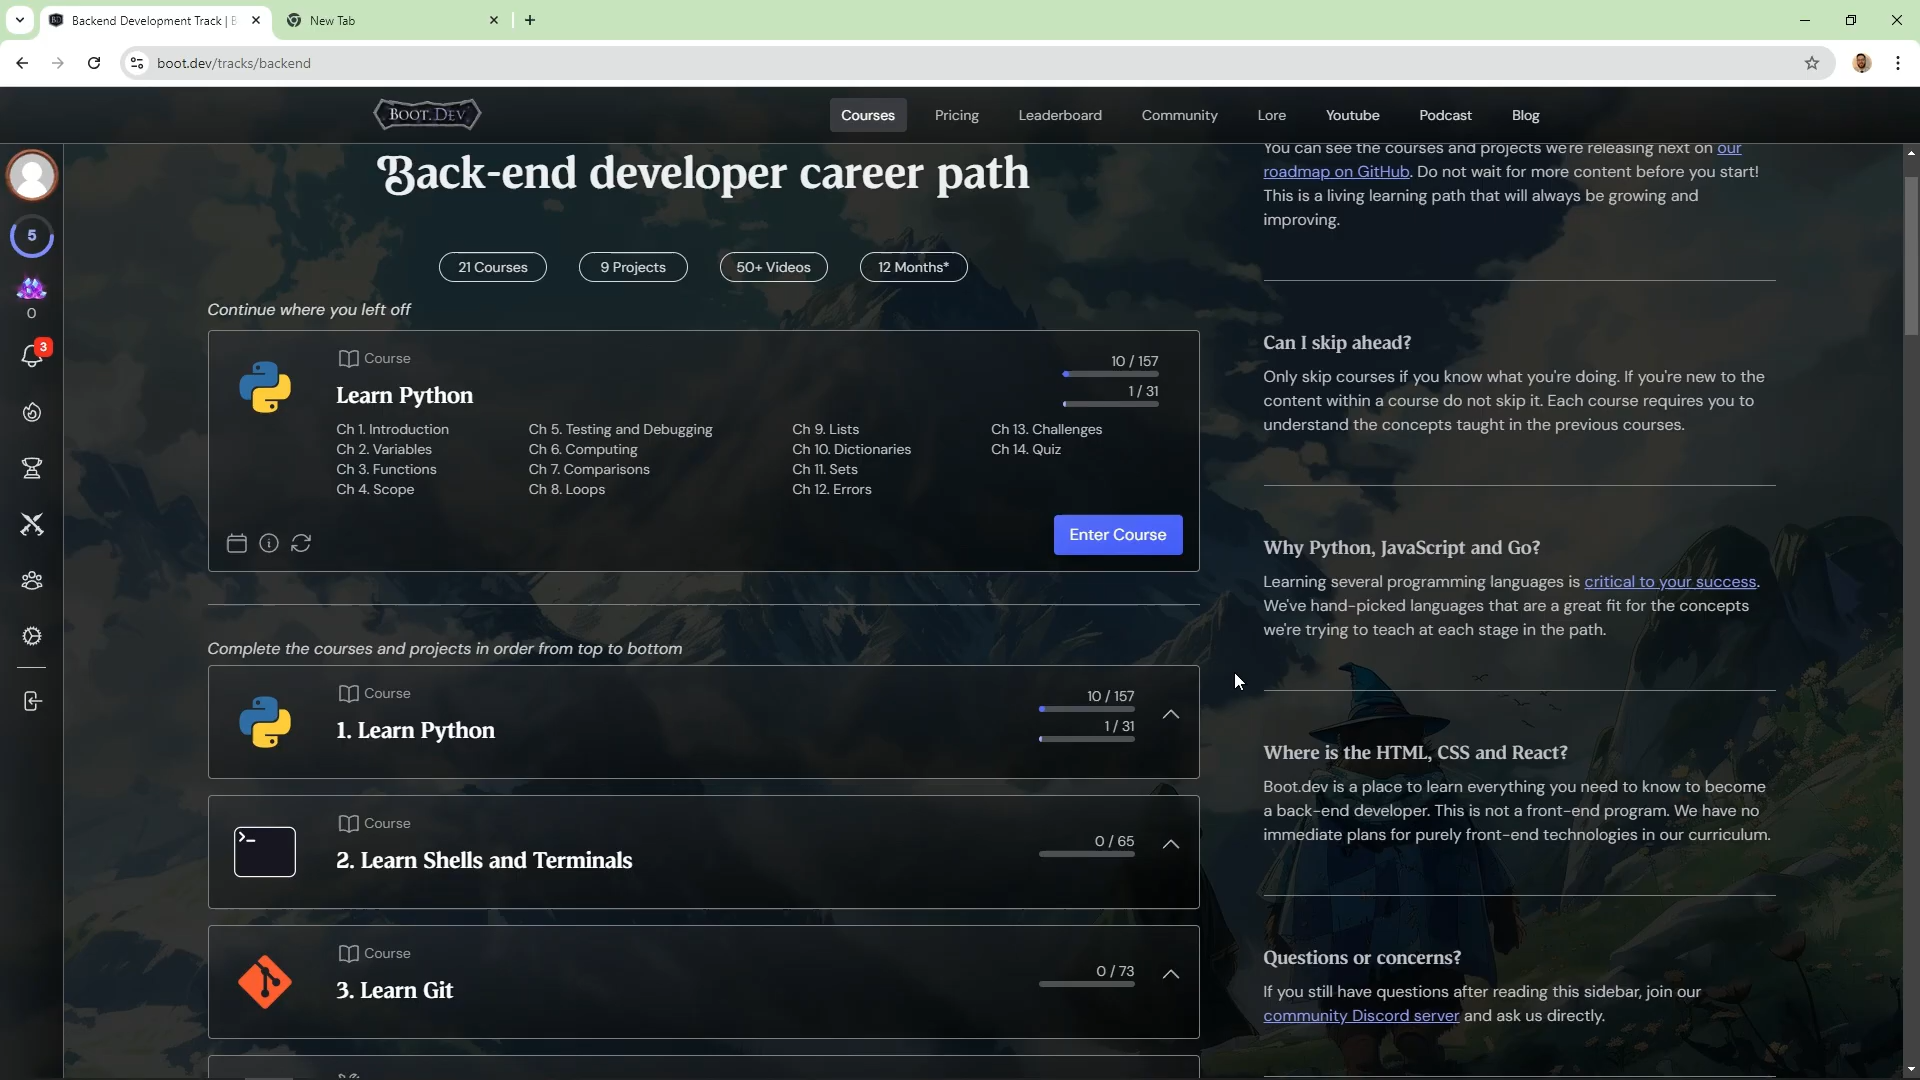 Backend Development Track | B
New Tab
boot.dev/tracks/backend
BOOT.DEV
Courses
Pricing
Leaderboard
Community
Lore
Youtube
Podcast
Blog
5
0
3
Back-end developer career path
21 Courses
9 Projects
50+ Videos
12 Months*
Continue where you left off
Course
Learn Python
10 / 157
1 / 31
Ch 1. Introduction
Ch 2. Variables
Ch 3. Functions
Ch 4. Scope
Ch 5. Testing and Debugging
Ch 6. Computing
Ch 7. Comparisons
Ch 8. Loops
Ch 9. Lists
Ch 10. Dictionaries
Ch 11. Sets
Ch 12. Errors
Ch 13. Challenges
Ch 14. Quiz
Enter Course
Complete the courses and projects in order from top to bottom
Course
1. Learn Python
10 / 157
1 / 31
Course
2. Learn Shells and Terminals
0 / 65
Course
3. Learn Git
0 / 73
You can see the courses and projects we're releasing next on our
roadmap on GitHub. Do not wait for more content before you start!
This is a living learning path that will always be growing and
improving.
Can I skip ahead?
Only skip courses if you know what you're doing. If you're new to the
content within a course do not skip it. Each course requires you to
understand the concepts taught in the previous courses.
Why Python, JavaScript and Go?
Learning several programming languages is critical to your success.
We've hand-picked languages that are a great fit for the concepts
we're trying to teach at each stage in the path.
Where is the HTML, CSS and React?
Boot.dev is a place to learn everything you need to know to become
a back-end developer. This is not a front-end program. We have no
immediate plans for purely front-end technologies in our curriculum.
Questions or concerns?
If you still have questions after reading this sidebar, join our
community Discord server and ask us directly.